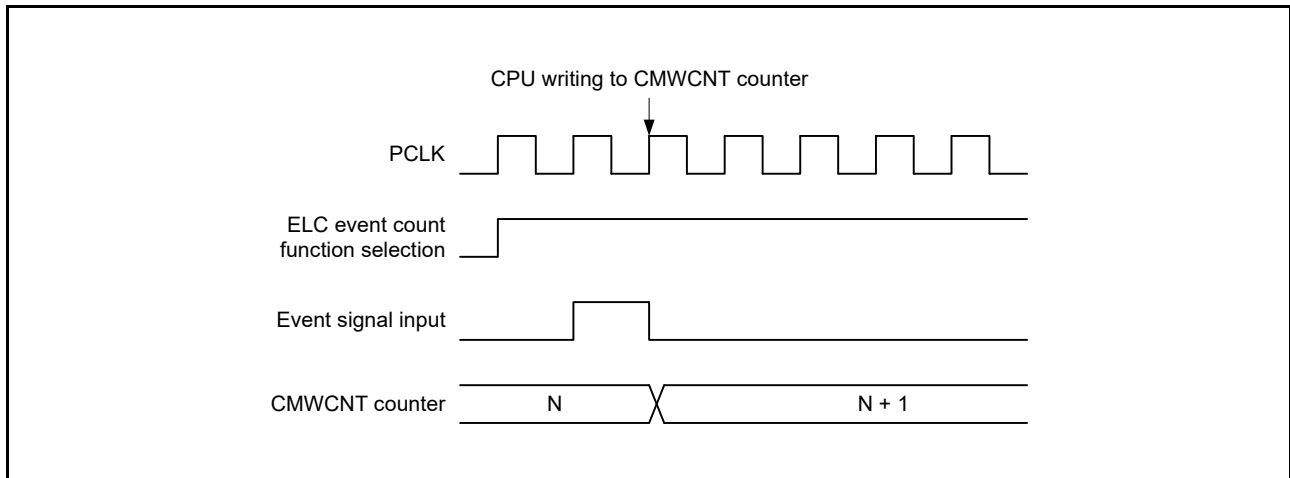 CPU writing to CMWCNT counter
PCLK
ELC event count
function selection
Event signal input
CMWCNT counter
N
N + 1